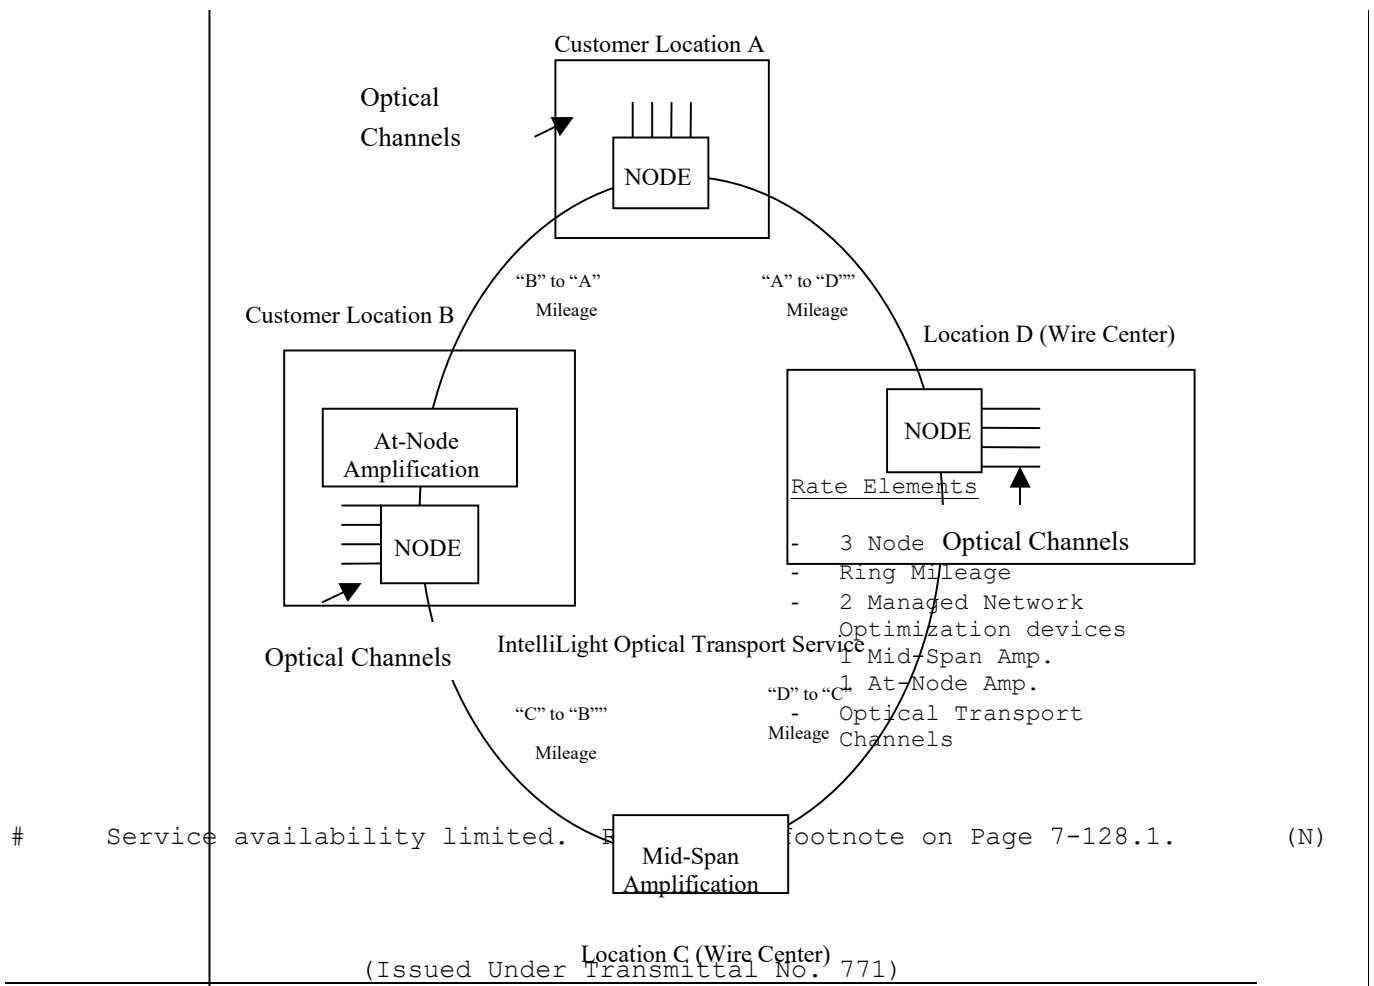 Customer Location A
Optical
Channels
NODE
“B” to “A”
Mileage
“A” to “D””
Mileage
Customer Location B
Location D (Wire Center)
At-Node
Amplification
NODE
NODE
Rate Elements
- 3 Node
Optical Channels
- Ring Mileage
- 2 Managed Network
Optimization devices
1 Mid-Span Amp.
1 At-Node Amp.
- Optical Transport
Channels
IntelliLight Optical Transport Service
Optical Channels
“D” to “C”
Mileage
“C” to “B””
Mileage
# Service availability limited. footnote on Page 7-128.1. (N)
Mid-Span
Amplification
Location C (Wire Center)
(Issued Under Transmittal No. 771)